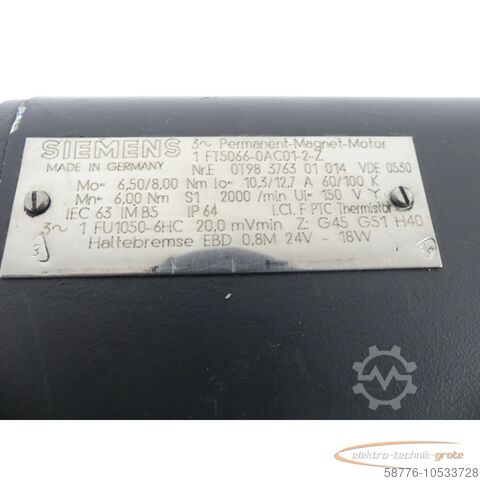 SIEMENS 3~ Permanent-Magnet-Motor
MADE IN GERMANY 1 FT5066-0AC01-2-Z
Nr.E 0T98 3763 01 014 VDE 0530
Mo= 6,50/8,00 Nm Io= 10,3/12,7 A 60/100 K
Mn= 6,00 Nm S1 2000 /min Ui= 150 V Y
IEC 63 IM B5 IP 64 I.Cl. F PTC Thermistor
3~ 1 FU1050-6HC 20,0 mVmin Z: G45 G51 H40
Haltebremse EBD 0,8M 24V - 18W
elektro-technik-grote
58776-10533728